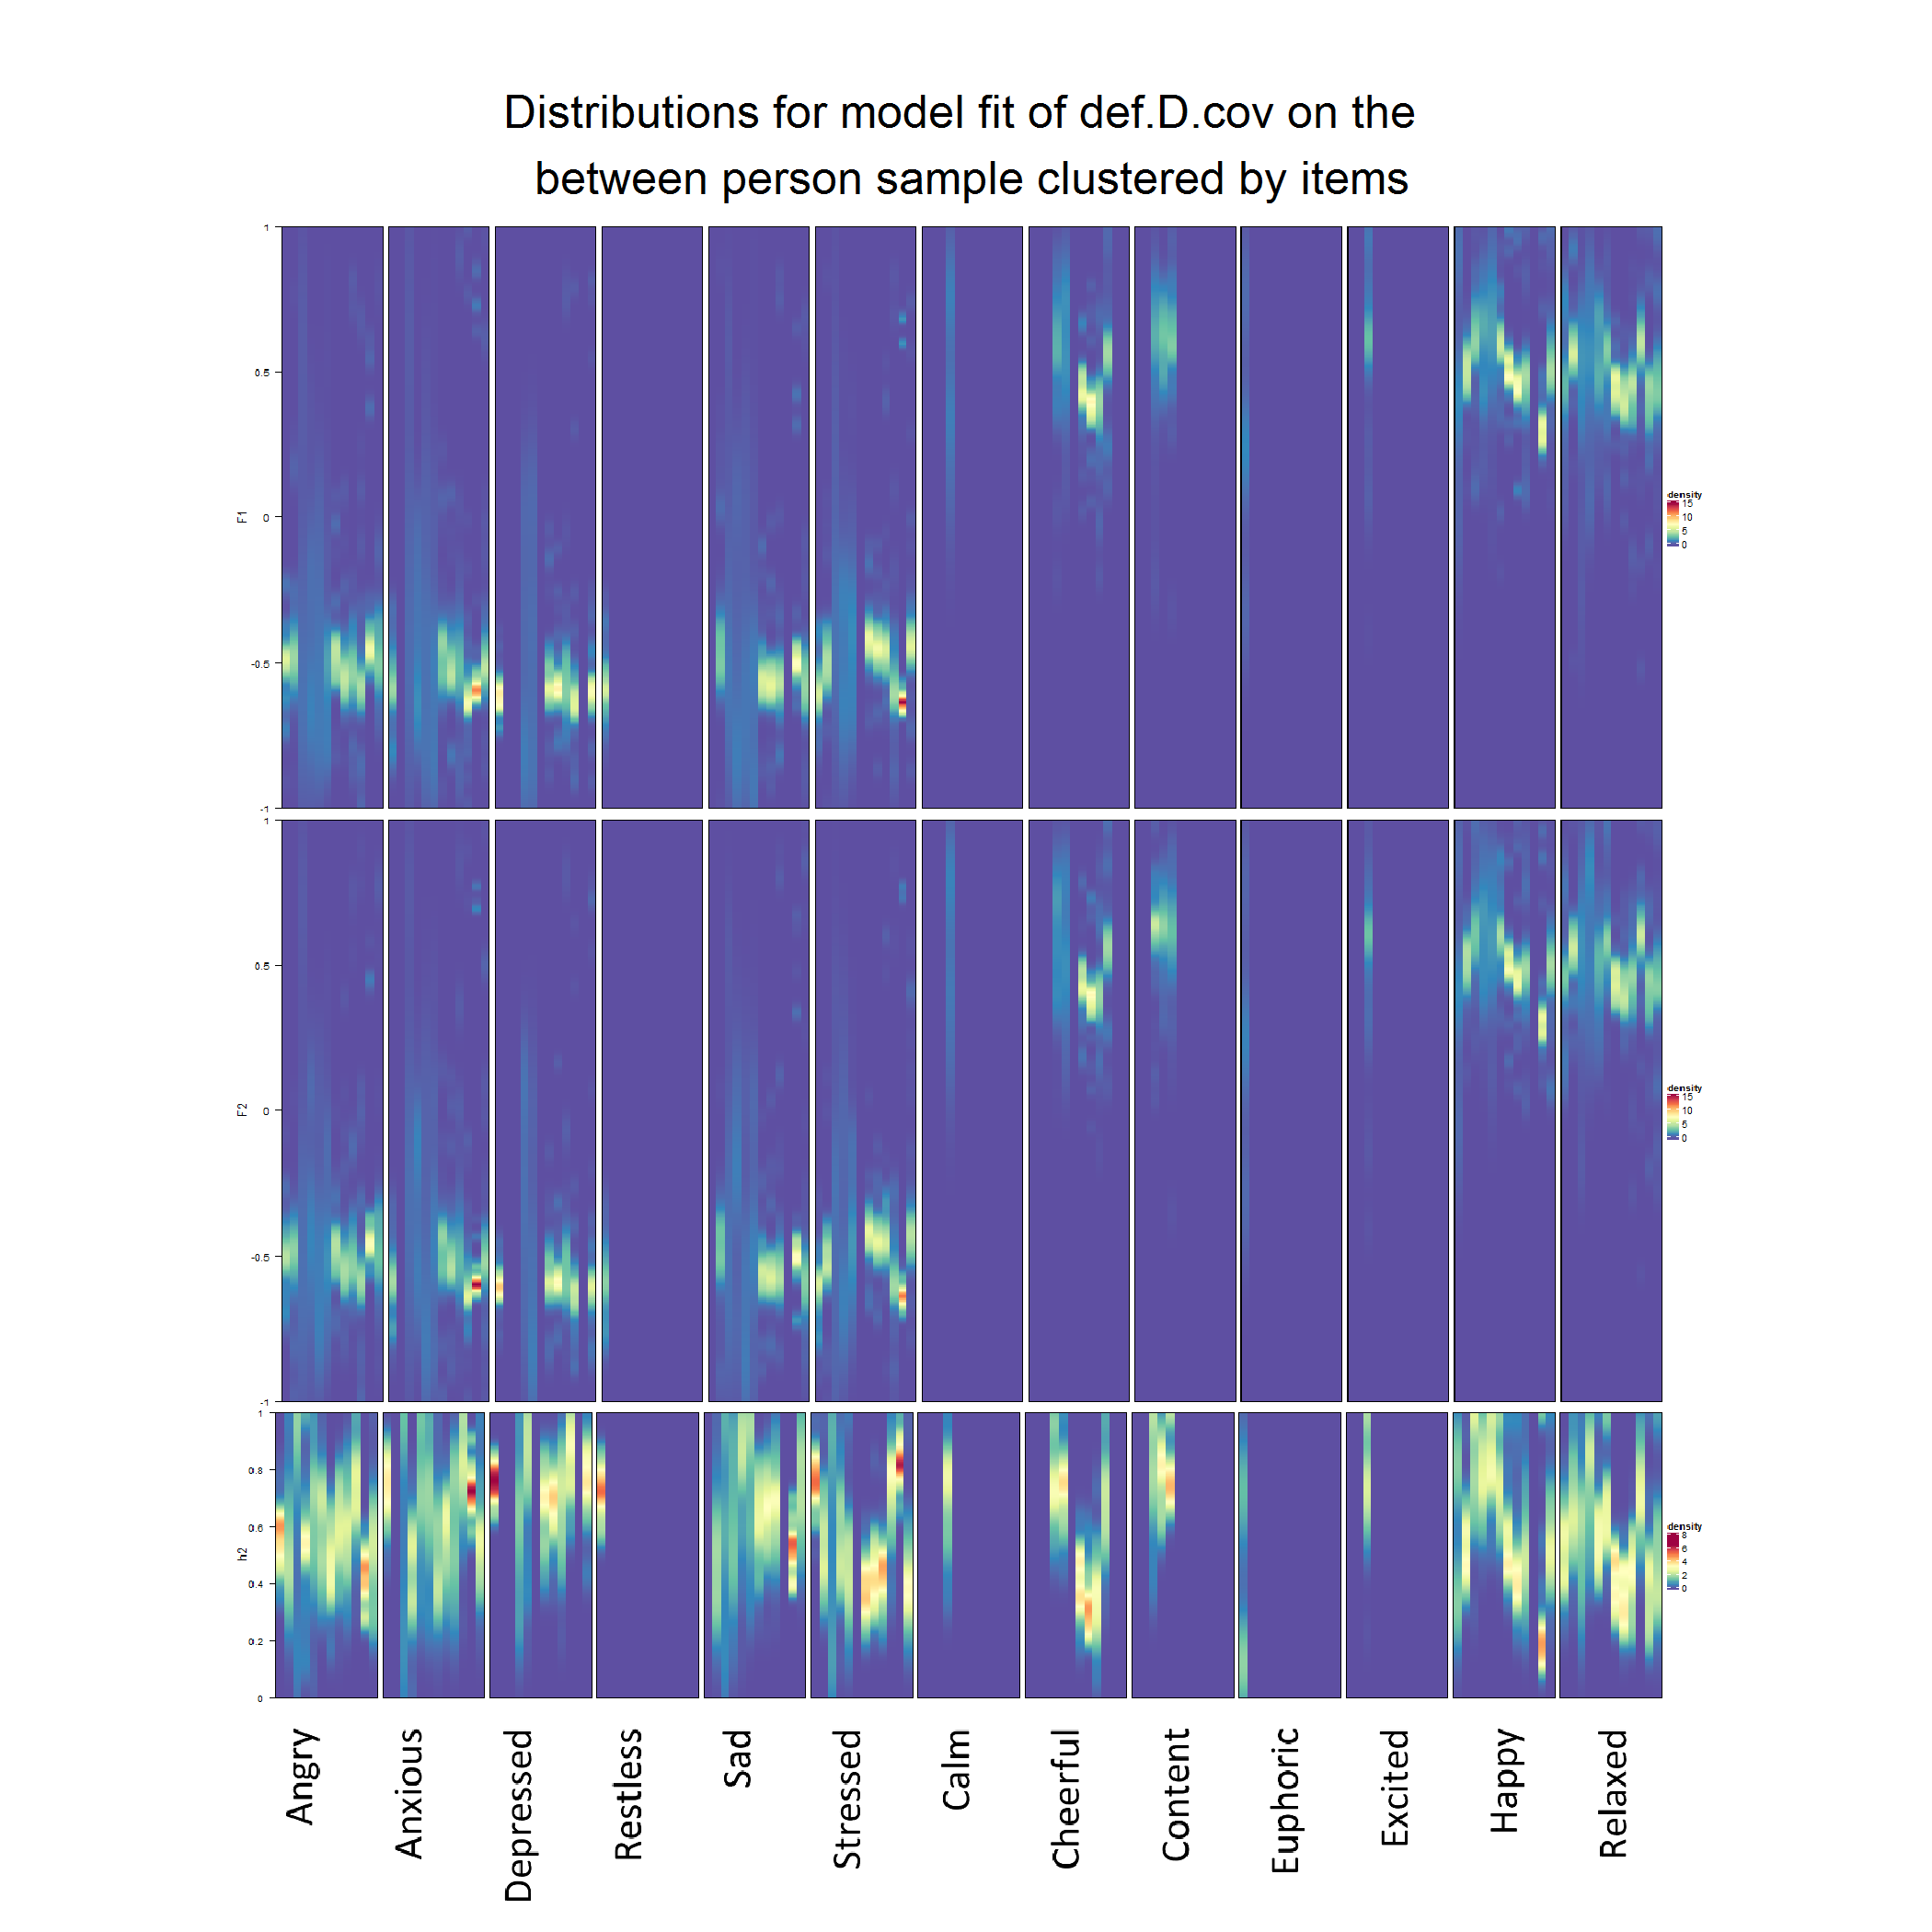 Distributions for model fit of def.D.cov on the
between person sample clustered by items
1
0.5
F1
0
-0.5
-1
density
15
10
5
0
1
0.5
F2
0
-0.5
-1
density
15
10
5
0
1
0.8
0.6
h2
0.4
0.2
0
density
8
6
4
2
0
Angry
Anxious
Depressed
Restless
Sad
Stressed
Calm
Cheerful
Content
Euphoric
Excited
Happy
Relaxed